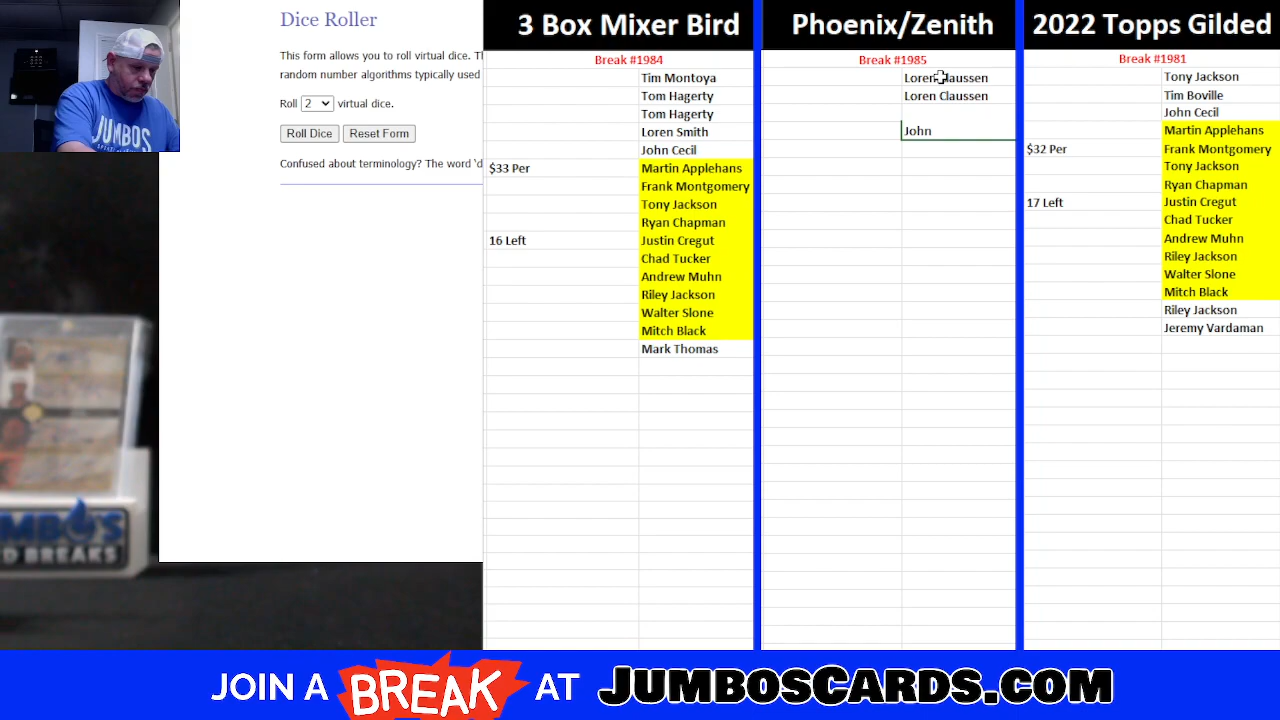 Dice Roller
This form allows you to roll virtual dice. Th
random number algorithms typically used
Roll 2 virtual dice.
Roll Dice Reset Form
Confused about terminology? The word 'd
3 Box Mixer Bird
Break #1984
Tim Montoya
Tom Hagerty
Tom Hagerty
Loren Smith
John Cecil
$33 Per Martin Applehans
Frank Montgomery
Tony Jackson
Ryan Chapman
16 Left Justin Cregut
Chad Tucker
Andrew Muhn
Riley Jackson
Walter Slone
Mitch Black
Mark Thomas
Phoenix/Zenith
Break #1985
Loren Claussen
Loren Claussen
John
2022 Topps Gilded
Break #1981
Tony Jackson
Tim Boville
John Cecil
Martin Applehans
$32 Per Frank Montgomery
Tony Jackson
Ryan Chapman
17 Left Justin Cregut
Chad Tucker
Andrew Muhn
Riley Jackson
Walter Slone
Mitch Black
Riley Jackson
Jeremy Vardaman
JUMBOS
MBO'S
D BREAKS
JOIN A BREAK AT JUMBOSCARDS.COM